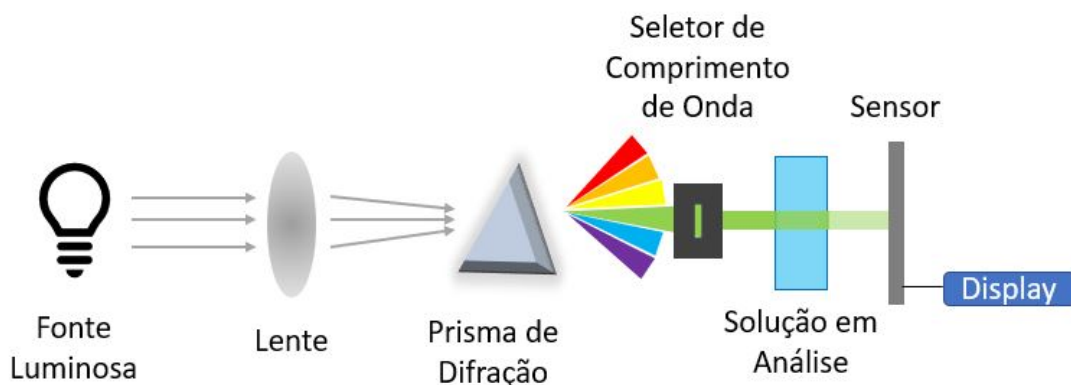 Seletor de
Comprimento
de Onda
Sensor
Fonte
Luminosa
Lente
Prisma de
Difração
Solução em
Análise
Display